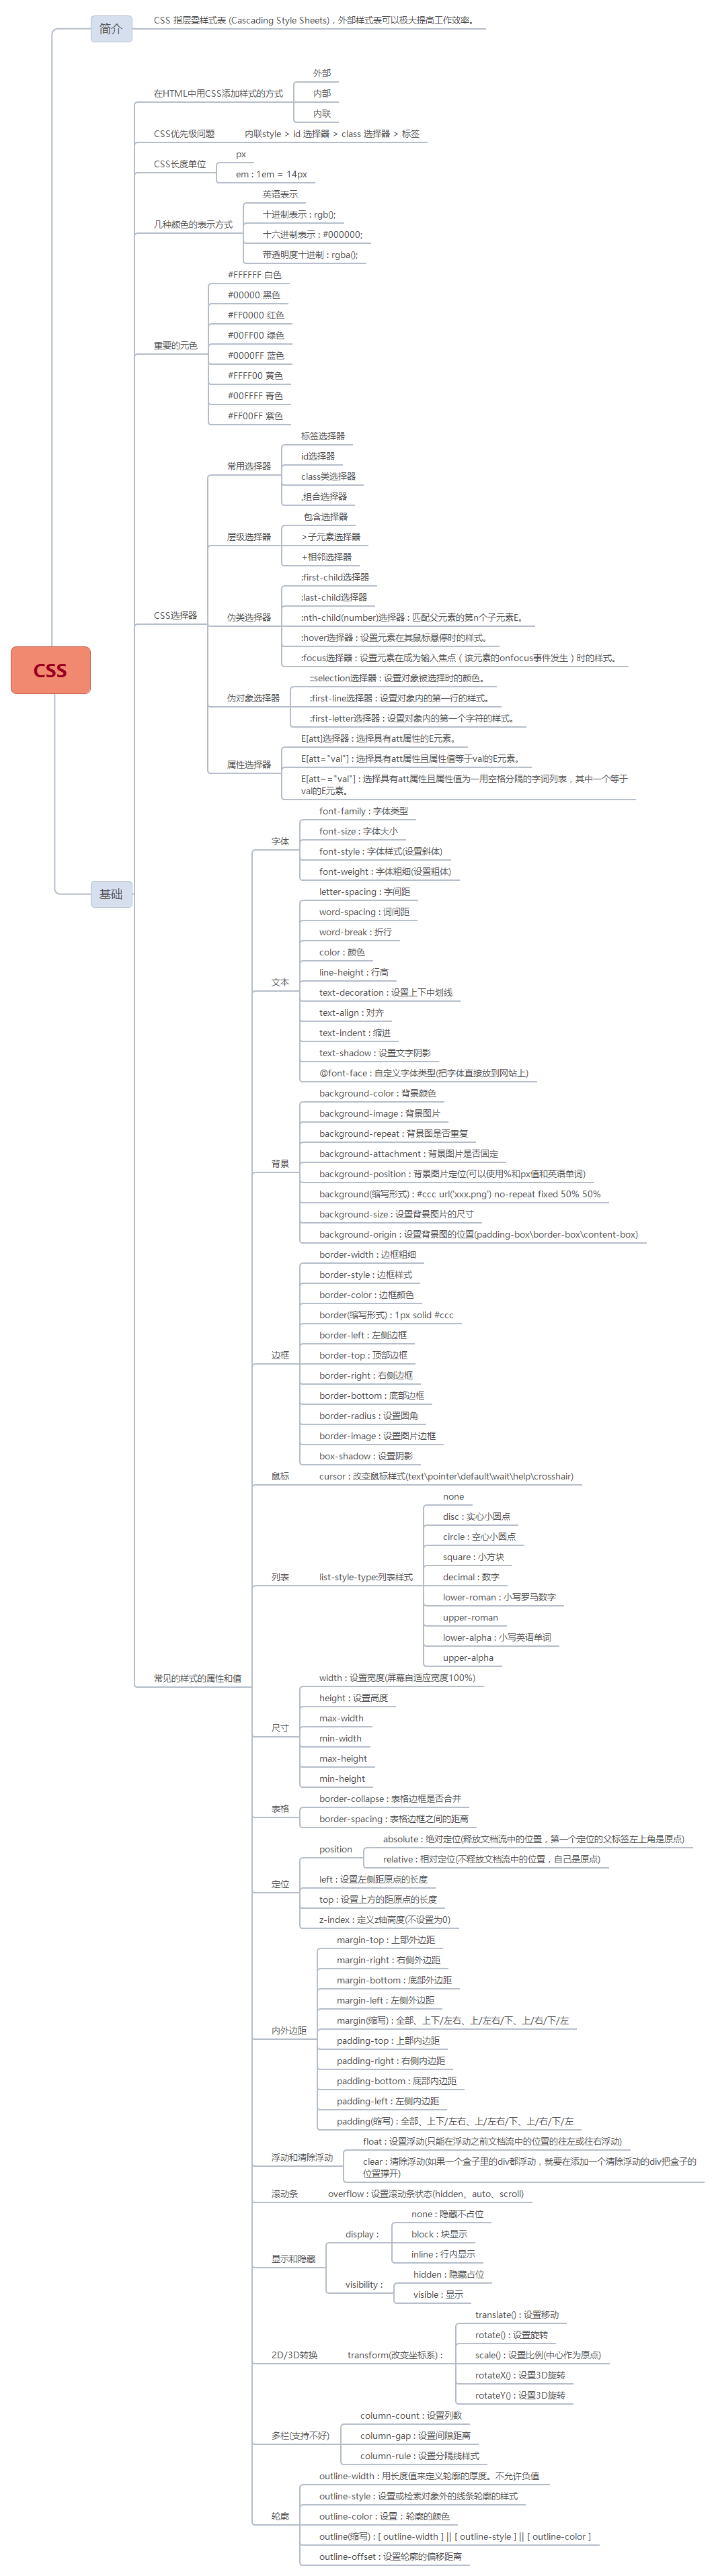 CSS
简介
CSS 指层叠样式表 (Cascading Style Sheets)，外部样式表可以极大提高工作效率。
基础
在HTML中用CSS添加样式的方式
外部
内部
内联
CSS优先级问题
内联style > id 选择器 > class 选择器 > 标签
CSS长度单位
px
em : 1em = 14px
几种颜色的表示方式
英语表示
十进制表示 : rgb();
十六进制表示 : #000000;
带透明度十进制 : rgba();
重要的元色
#FFFFFF 白色
#00000 黑色
#FF0000 红色
#00FF00 绿色
#0000FF 蓝色
#FFFF00 黄色
#00FFFF 青色
#FF00FF 紫色
CSS选择器
常用选择器
标签选择器
id选择器
class类选择器
,组合选择器
层级选择器
包含选择器
>子元素选择器
+相邻选择器
伪类选择器
:first-child选择器
:last-child选择器
:nth-child(number)选择器 : 匹配父元素的第n个子元素E。
:hover选择器 : 设置元素在其鼠标悬停时的样式。
:focus选择器 : 设置元素在成为输入焦点（该元素的onfocus事件发生）时的样式。
伪对象选择器
::selection选择器 : 设置对象被选择时的颜色。
:first-line选择器 : 设置对象内的第一行的样式。
:first-letter选择器 : 设置对象内的第一个字符的样式。
属性选择器
E[att]选择器 : 选择具有att属性的E元素。
E[att="val"] : 选择具有att属性且属性值等于val的E元素。
E[att~="val"] : 选择具有att属性且属性值为一用空格分隔的字词列表，其中一个等于
val的E元素。
常见的样式的属性和值
字体
font-family : 字体类型
font-size : 字体大小
font-style : 字体样式(设置斜体)
font-weight : 字体粗细(设置粗体)
文本
letter-spacing : 字间距
word-spacing : 词间距
word-break : 折行
color : 颜色
line-height : 行高
text-decoration : 设置上下中划线
text-align : 对齐
text-indent : 缩进
text-shadow : 设置文字阴影
@font-face : 自定义字体类型(把字体直接放到网站上)
背景
background-color : 背景颜色
background-image : 背景图片
background-repeat : 背景图是否重复
background-attachment : 背景图片是否固定
background-position : 背景图片定位(可以使用%和px值和英语单词)
background(缩写形式) : #ccc url('xxx.png') no-repeat fixed 50% 50%
background-size : 设置背景图片的尺寸
background-origin : 设置背景图的位置(padding-box\border-box\content-box)
边框
border-width : 边框粗细
border-style : 边框样式
border-color : 边框颜色
border(缩写形式) : 1px solid #ccc
border-left : 左侧边框
border-top : 顶部边框
border-right : 右侧边框
border-bottom : 底部边框
border-radius : 设置圆角
border-image : 设置图片边框
box-shadow : 设置阴影
鼠标
cursor : 改变鼠标样式(text\pointer\default\wait\help\crosshair)
列表
list-style-type:列表样式
none
disc : 实心小圆点
circle : 空心小圆点
square : 小方块
decimal : 数字
lower-roman : 小写罗马数字
upper-roman
lower-alpha : 小写英语单词
upper-alpha
尺寸
width : 设置宽度(屏幕自适应宽度100%)
height : 设置高度
max-width
min-width
max-height
min-height
表格
border-collapse : 表格边框是否合并
border-spacing : 表格边框之间的距离
定位
position
absolute : 绝对定位(释放文档流中的位置，第一个定位的父标签左上角是原点)
relative : 相对定位(不释放文档流中的位置，自己是原点)
left : 设置左侧距原点的长度
top : 设置上方的距原点的长度
z-index : 定义z轴高度(不设置为0)
内外边距
margin-top : 上部外边距
margin-right : 右侧外边距
margin-bottom : 底部外边距
margin-left : 左侧外边距
margin(缩写) : 全部、上下/左右、上/左右/下、上/右/下/左
padding-top : 上部内边距
padding-right : 右侧内边距
padding-bottom : 底部内边距
padding-left : 左侧内边距
padding(缩写) : 全部、上下/左右、上/左右/下、上/右/下/左
浮动和清除浮动
float : 设置浮动(只能在浮动之前文档流中的位置的往左或往右浮动)
clear : 清除浮动(如果一个盒子里的div都浮动，就要在添加一个清除浮动的div把盒子的
位置撑开)
滚动条
overflow : 设置滚动条状态(hidden、auto、scroll)
显示和隐藏
display :
none : 隐藏不占位
block : 块显示
inline : 行内显示
visibility :
hidden : 隐藏占位
visible : 显示
2D/3D转换
transform(改变坐标系) :
translate() : 设置移动
rotate() : 设置旋转
scale() : 设置比例(中心作为原点)
rotateX() : 设置3D旋转
rotateY() : 设置3D旋转
多栏(支持不好)
column-count : 设置列数
column-gap : 设置间隙距离
column-rule : 设置分隔线样式
轮廓
outline-width : 用长度值来定义轮廓的厚度。不允许负值
outline-style : 设置或检索对象外的线条轮廓的样式
outline-color : 设置；轮廓的颜色
outline(缩写) : [ outline-width ] || [ outline-style ] || [ outline-color ]
outline-offset : 设置轮廓的偏移距离